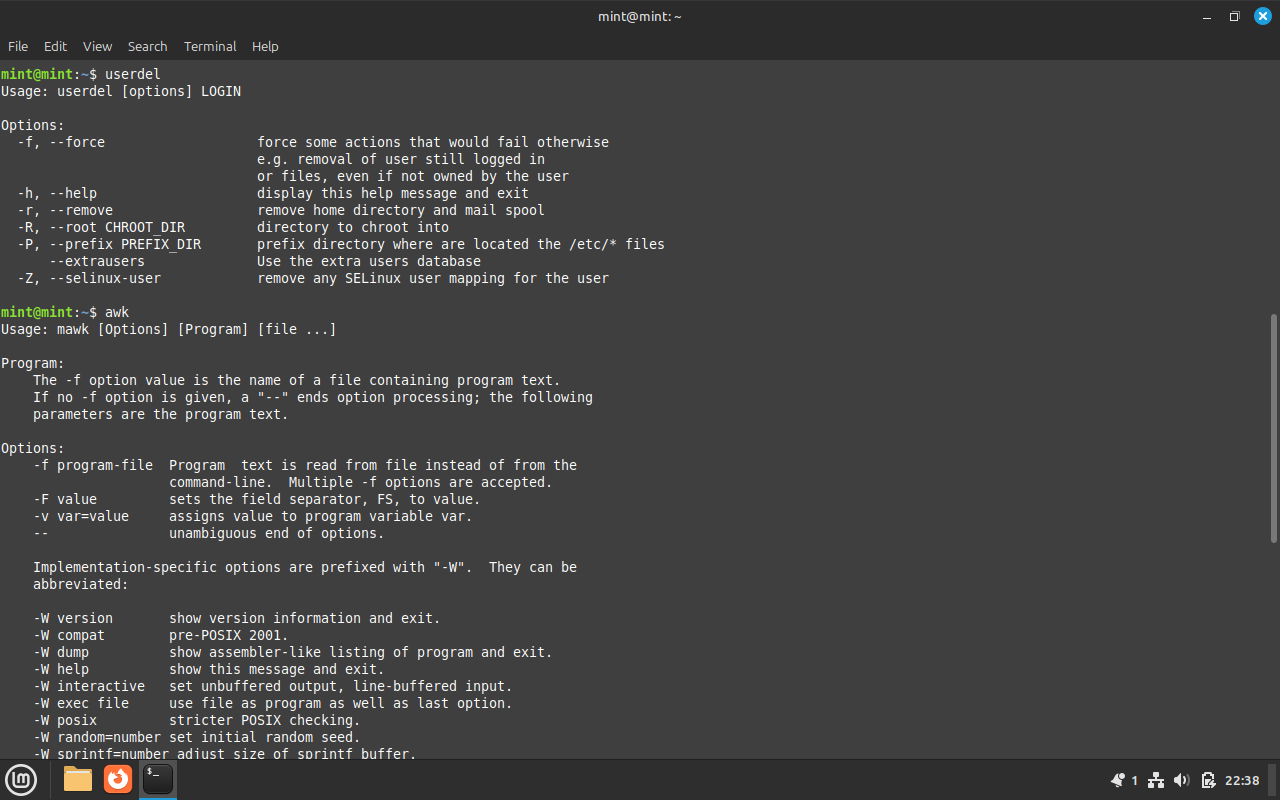 mint@mint: ~
File Edit View Search Terminal Help
mint@mint:~$ userdel
Usage: userdel [options] LOGIN
Options:
-f, --force force some actions that would fail otherwise
e.g. removal of user still logged in
or files, even if not owned by the user
-h, --help display this help message and exit
-r, --remove remove home directory and mail spool
-R, --root CHROOT_DIR directory to chroot into
-P, --prefix PREFIX_DIR prefix directory where are located the /etc/* files
--extrausers Use the extra users database
-Z, --selinux-user remove any SELinux user mapping for the user
mint@mint:~$ awk
Usage: mawk [Options] [Program] [file ...]
Program:
The -f option value is the name of a file containing program text.
If no -f option is given, a "--" ends option processing; the following
parameters are the program text.
Options:
-f program-file Program  text is read from file instead of from the
command-line.  Multiple -f options are accepted.
-F value sets the field separator, FS, to value.
-v var=value assigns value to program variable var.
-- unambiguous end of options.
Implementation-specific options are prefixed with "-W".  They can be
abbreviated:
-W version show version information and exit.
-W compat pre-POSIX 2001.
-W dump show assembler-like listing of program and exit.
-W help show this message and exit.
-W interactive set unbuffered output, line-buffered input.
-W exec file use file as program as well as last option.
-W posix stricter POSIX checking.
-W random=number set initial random seed.
-W sprintf=number adjust size of sprintf buffer.
1 22:38